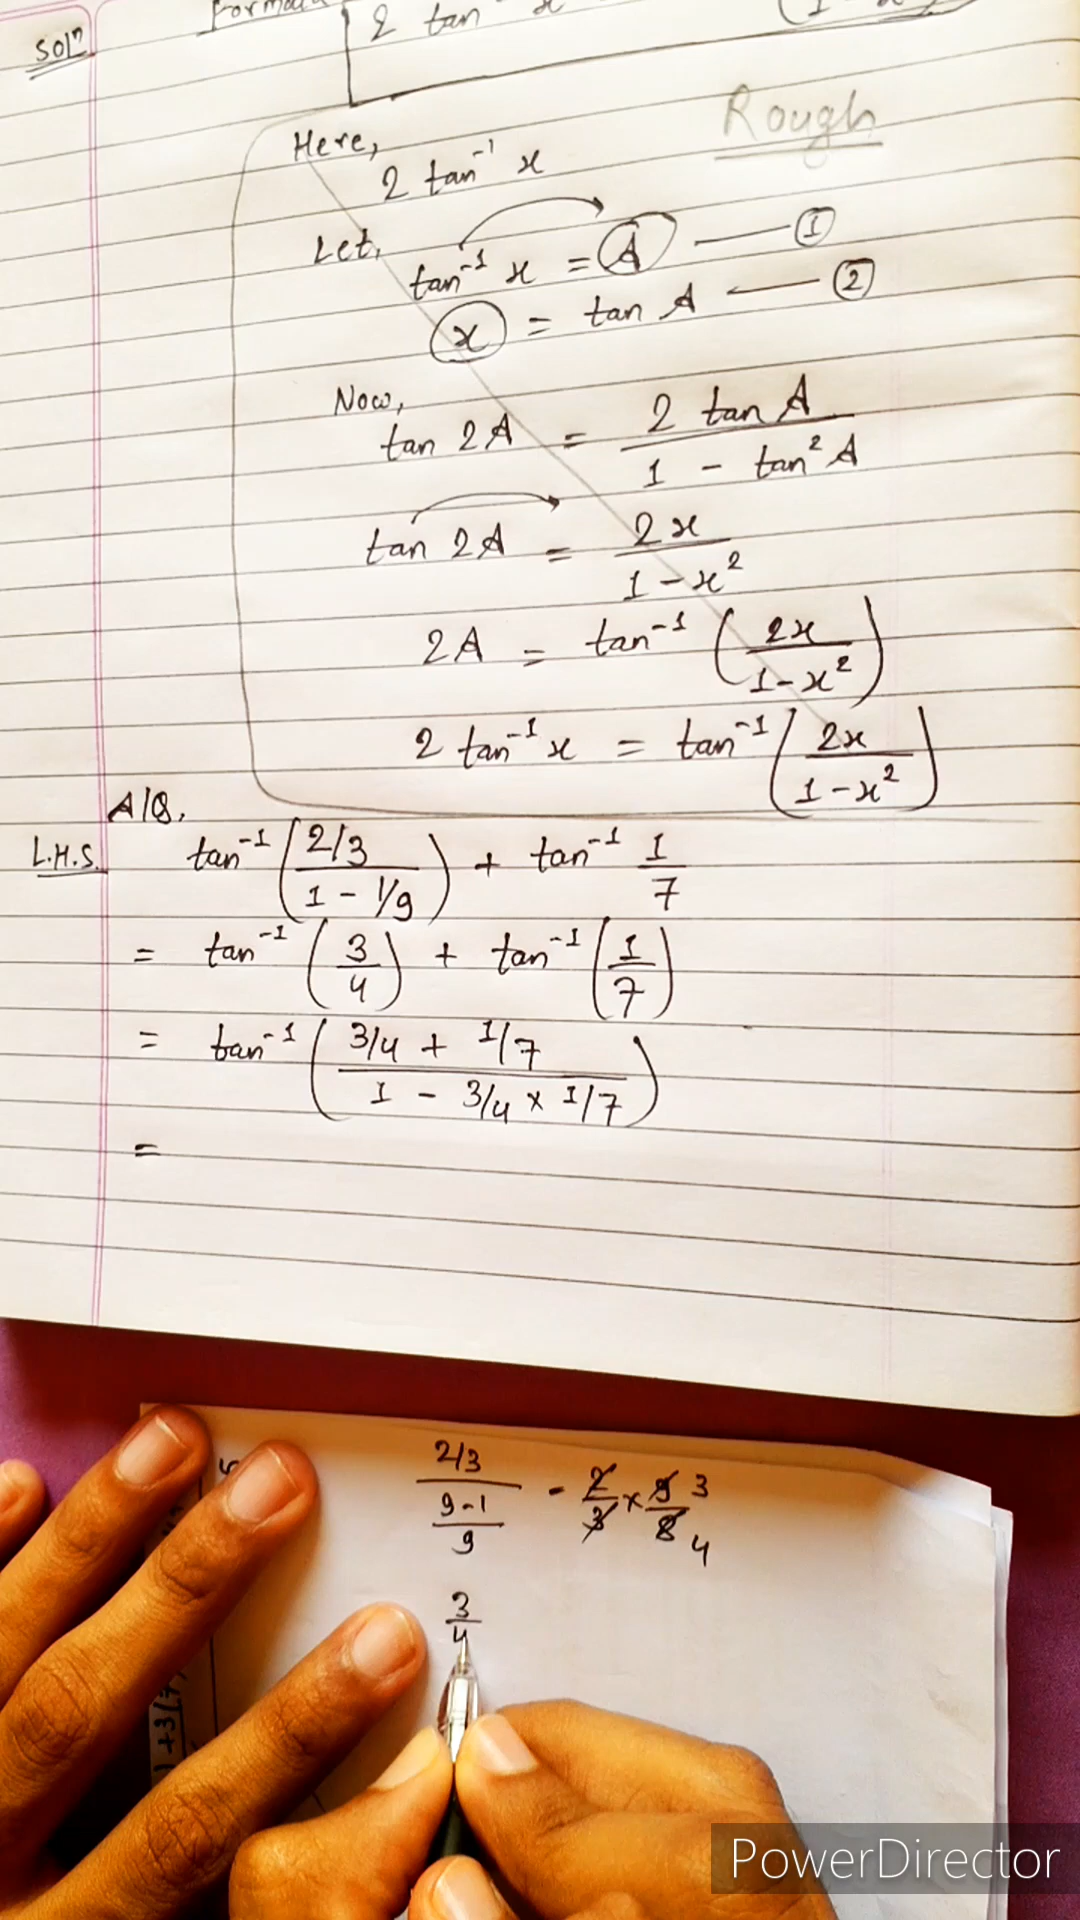 Formula 2 tan⁻¹ x
Solⁿ
Rough
Here,
2 tan⁻¹ x
Let, tan⁻¹ x = A —— ①
x = tan A —— ②
Now,
tan 2A = 2 tan A / 1 - tan² A
tan 2A = 2x / 1 - x²
2A = tan⁻¹ (2x / 1-x²)
2 tan⁻¹ x = tan⁻¹ (2x / 1-x²)
A/Q,
L.H.S. tan⁻¹ (2/3 / 1 - 1/9) + tan⁻¹ 1/7
= tan⁻¹ (3/4) + tan⁻¹ (1/7)
= tan⁻¹ (3/4 + 1/7 / 1 - 3/4 × 1/7)
=
2/3 / 9-1/9 - 2/3 × 9/8 3 4
3/4
PowerDirector